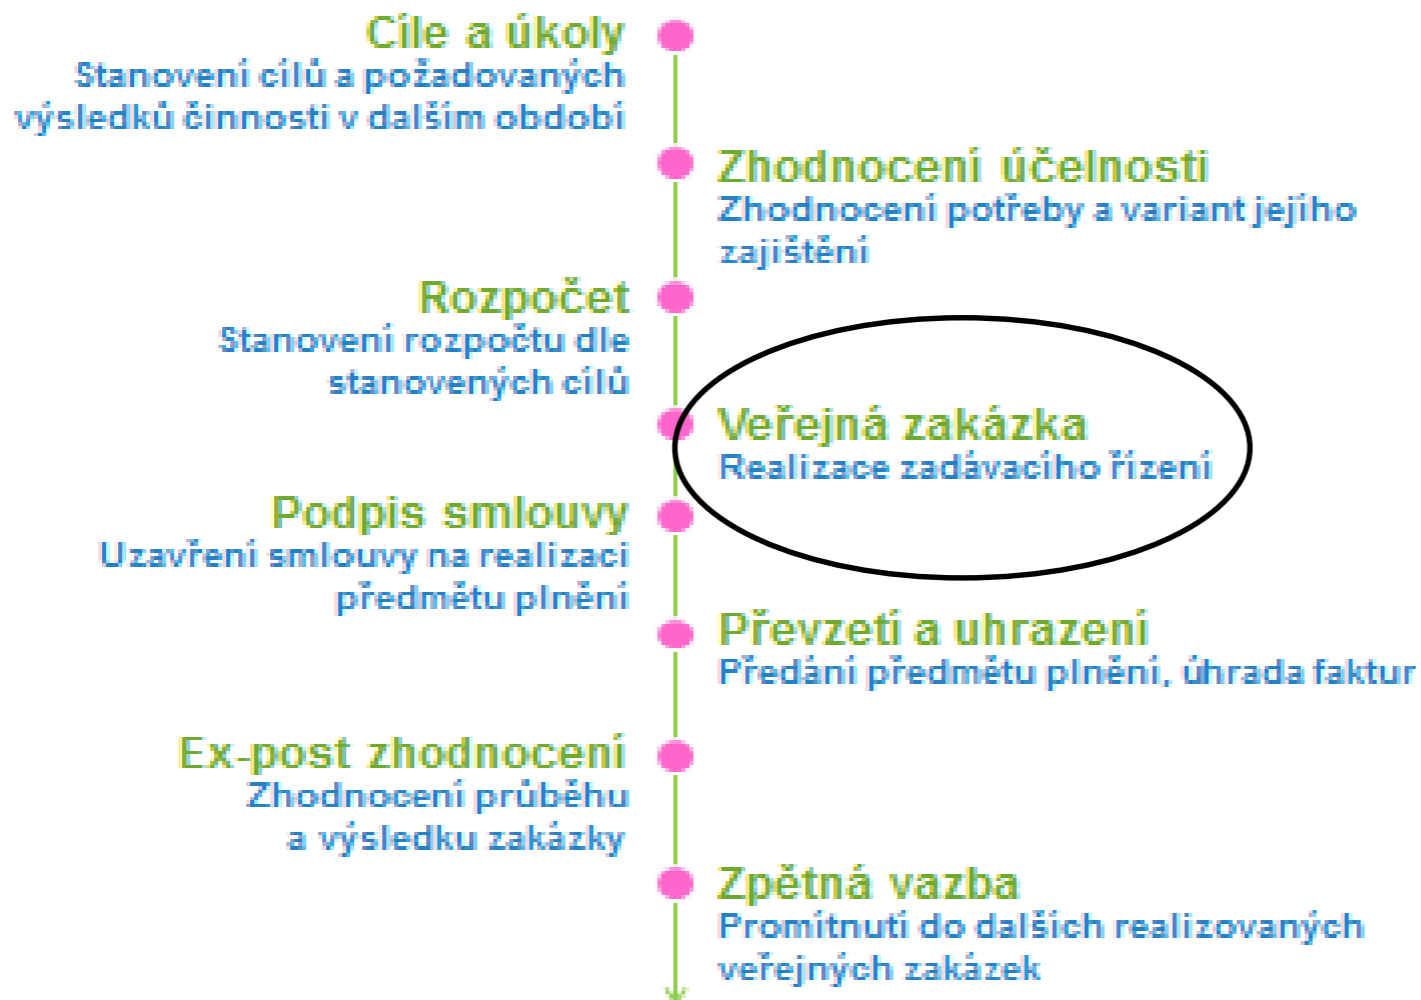 Cíle a úkoly
Stanovení cílů a požadovaných
výsledků činnosti v dalším období
Zhodnocení účelnosti
Zhodnocení potřeby a variant jejího
zajištění
Rozpočet
Stanovení rozpočtu dle
stanovených cílů
Veřejná zakázka
Realizace zadávacího řízení
Podpis smlouvy
Uzavření smlouvy na realizaci
předmětu plnění
Převzetí a uhrazení
Předání předmětu plnění, úhrada faktur
Ex-post zhodnocení
Zhodnocení průběhu
a výsledku zakázky
Zpětná vazba
Promítnutí do dalších realizovaných
veřejných zakázek